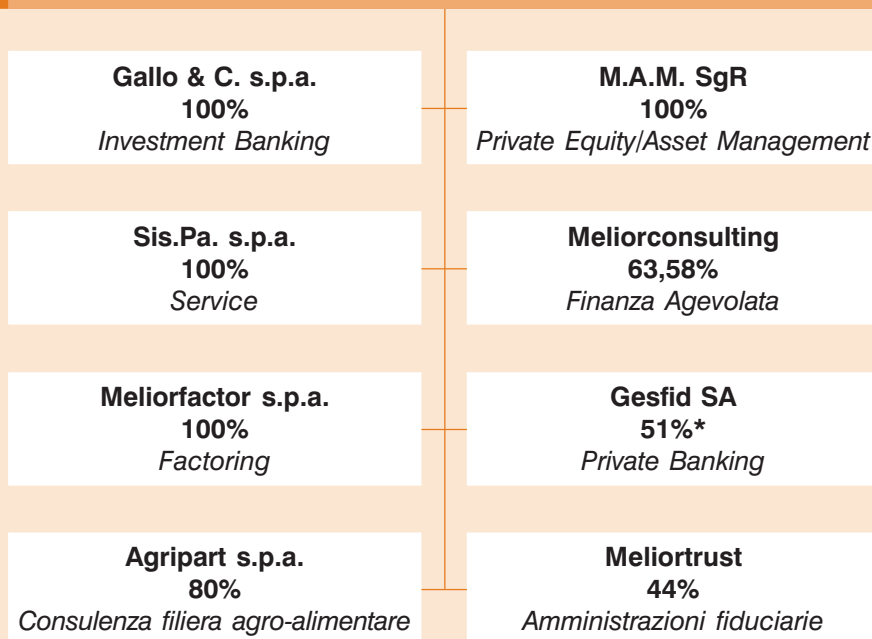 Gallo & C. s.p.a.
100%
Investment Banking
M.A.M. SgR
100%
Private Equity/Asset Management
Sis.Pa. s.p.a.
100%
Service
Meliorconsulting
63,58%
Finanza Agevolata
Meliorfactor s.p.a.
100%
Factoring
Gesfid SA
51%*
Private Banking
Agripart s.p.a.
80%
Consulenza filiera agro-alimentare
Meliortrust
44%
Amministrazioni fiduciarie